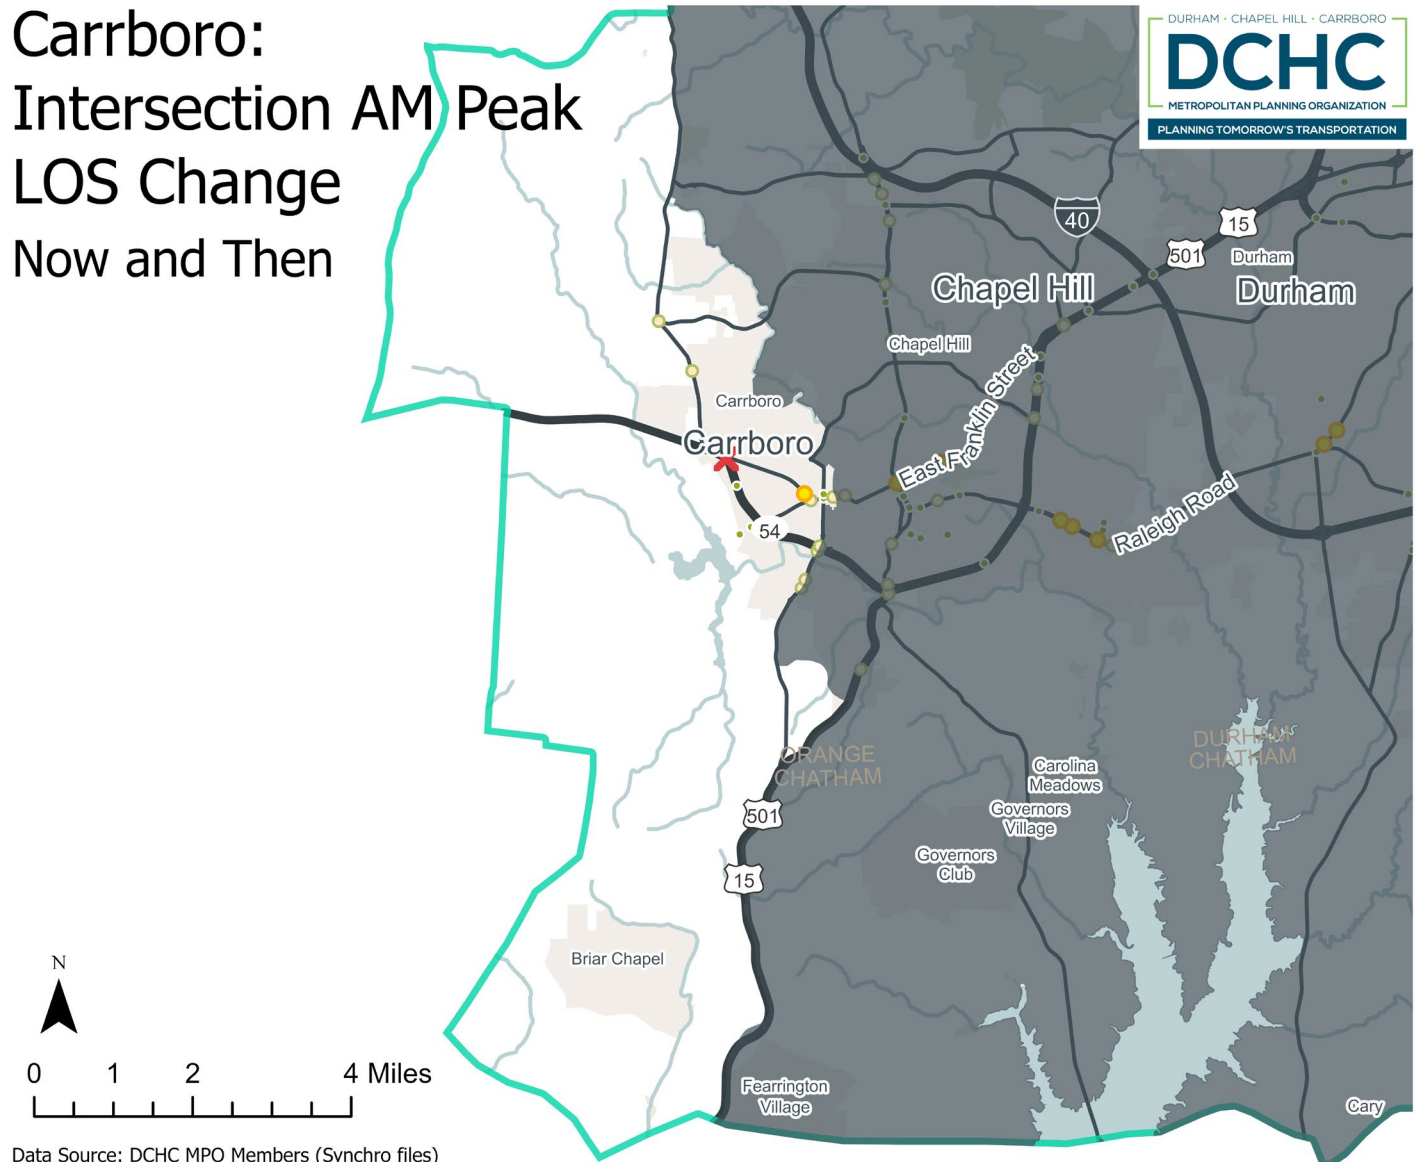 Carrboro:
Intersection AM Peak
LOS Change
Now and Then
DURHAM · CHAPEL HILL · CARRBORO
DCHC
METROPOLITAN PLANNING ORGANIZATION
PLANNING TOMORROW'S TRANSPORTATION
40
15
501
Durham
Durham
Chapel Hill
Chapel Hill
East Franklin Street
Carrboro
Carrboro
54
Raleigh Road
ORANGE
CHATHAM
DURHAM
CHATHAM
Carolina
Meadows
Governors
Village
501
Governors
Club
15
Briar Chapel
N
0 1 2 4 Miles
Fearrington
Village
Cary
Data Source: DCHC MPO Members (Synchro files)